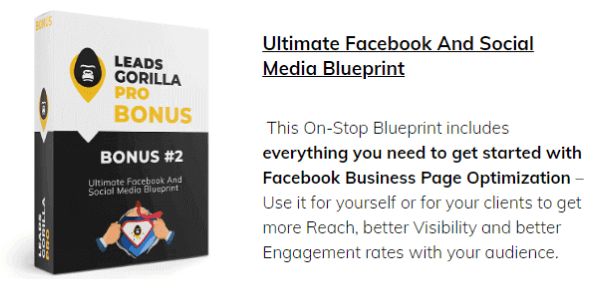 BONUS
LEADS
GORILLA
PRO
BONUS
BONUS #2
Ultimate Facebook And
Social Media Blueprint
LEADS
GORILLA
PRO
Ultimate Facebook And Social
Media Blueprint
This On-Stop Blueprint includes
everything you need to get started with
Facebook Business Page Optimization –
Use it for yourself or for your clients to get
more Reach, better Visibility and better
Engagement rates with your audience.